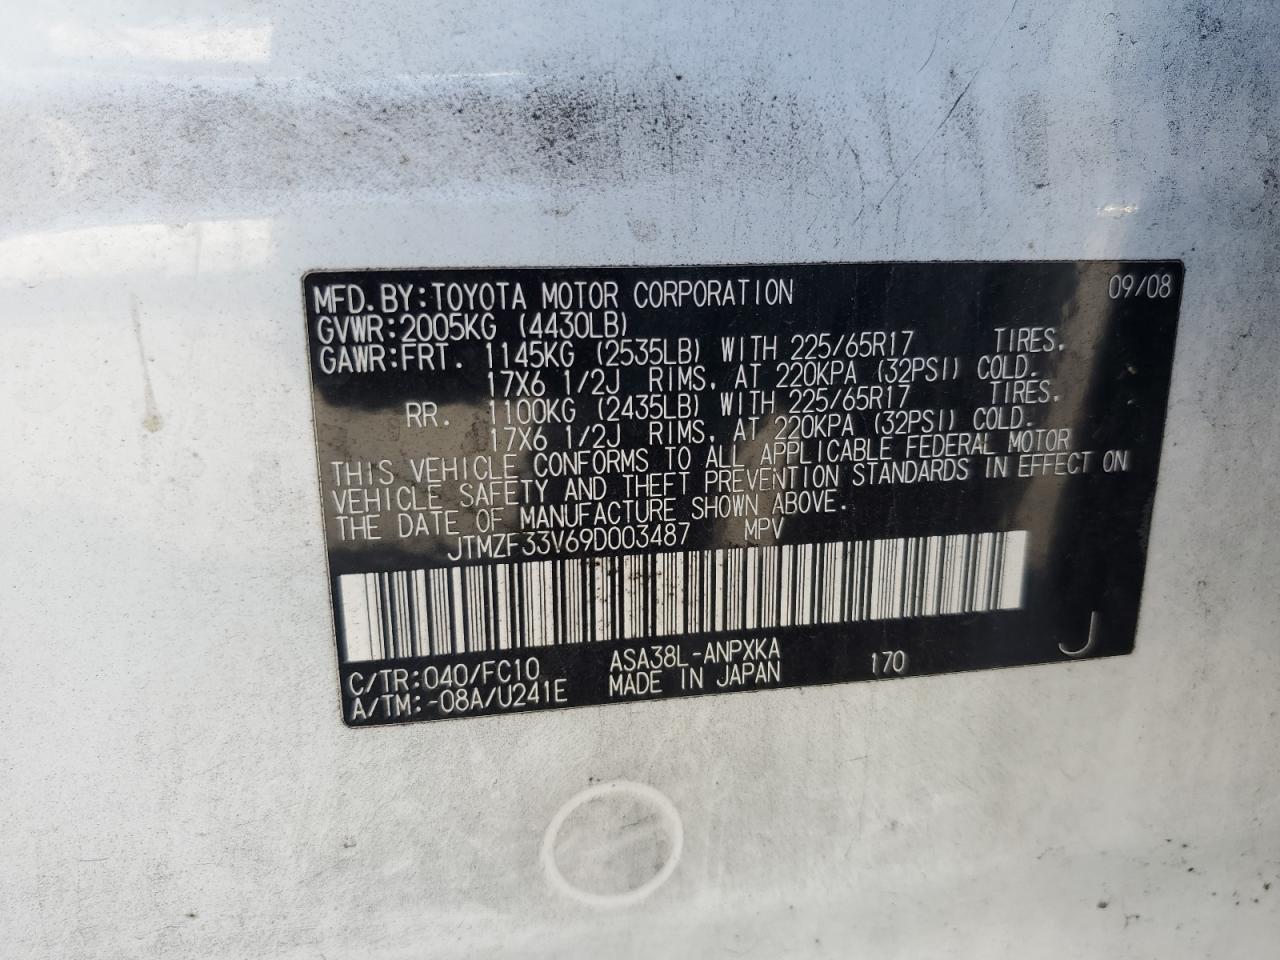 MFD.BY:TOYOTA MOTOR CORPORATION 09/08
GVWR:2005KG (4430LB)
GAWR:FRT. 1145KG (2535LB) WITH 225/65R17 TIRES,
17X6 1/2J RIMS, AT 220KPA (32PSI) COLD.
RR. 1100KG (2435LB) WITH 225/65R17 TIRES,
17X6 1/2J RIMS, AT 220KPA (32PSI) COLD.
THIS VEHICLE CONFORMS TO ALL APPLICABLE FEDERAL MOTOR
VEHICLE SAFETY AND THEFT PREVENTION STANDARDS IN EFFECT ON
THE DATE OF MANUFACTURE SHOWN ABOVE.
JTMZF33V69D003487 MPV
C/TR:040/FC10 ASA38L-ANPXKA 170 J
A/TM:-08A/U241E MADE IN JAPAN